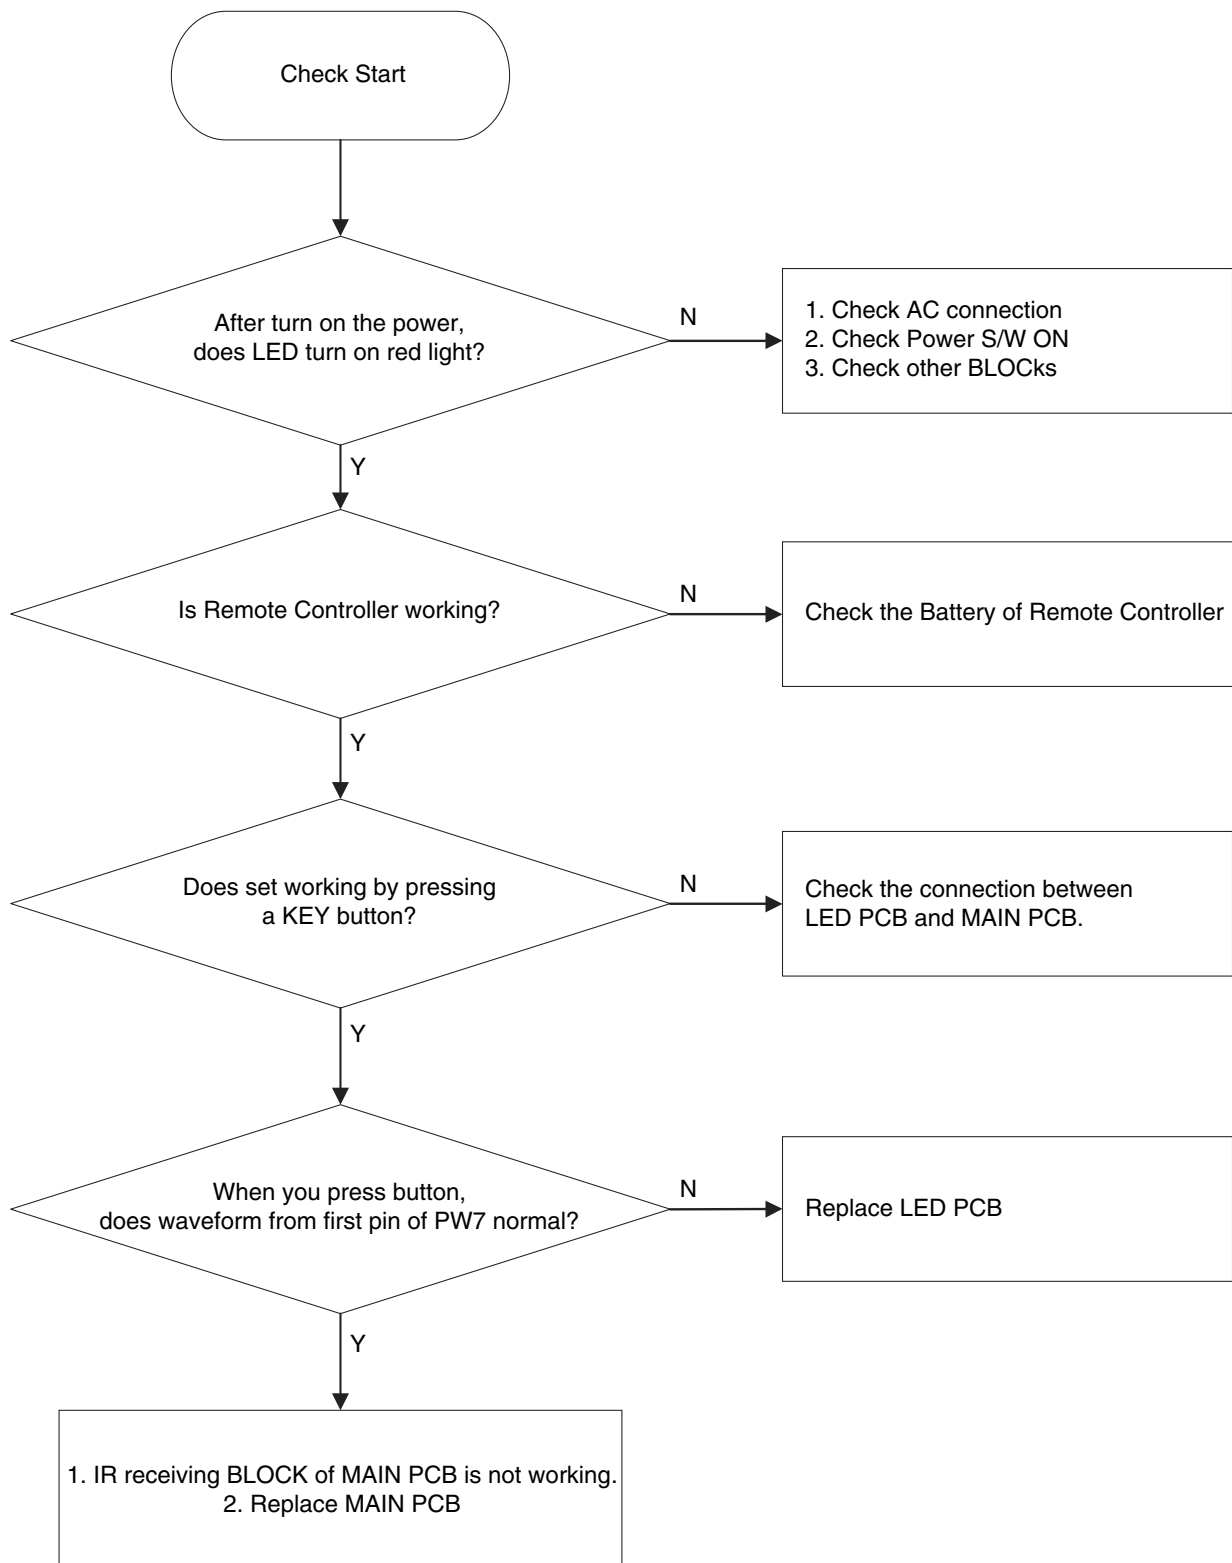 Check Start
After turn on the power,
does LED turn on red light?
N
1. Check AC connection
2. Check Power S/W ON
3. Check other BLOCks
Y
Is Remote Controller working?
N
Check the Battery of Remote Controller
Y
Does set working by pressing
a KEY button?
N
Check the connection between
LED PCB and MAIN PCB.
Y
When you press button,
does waveform from first pin of PW7 normal?
N
Replace LED PCB
Y
1. IR receiving BLOCK of MAIN PCB is not working.
2. Replace MAIN PCB